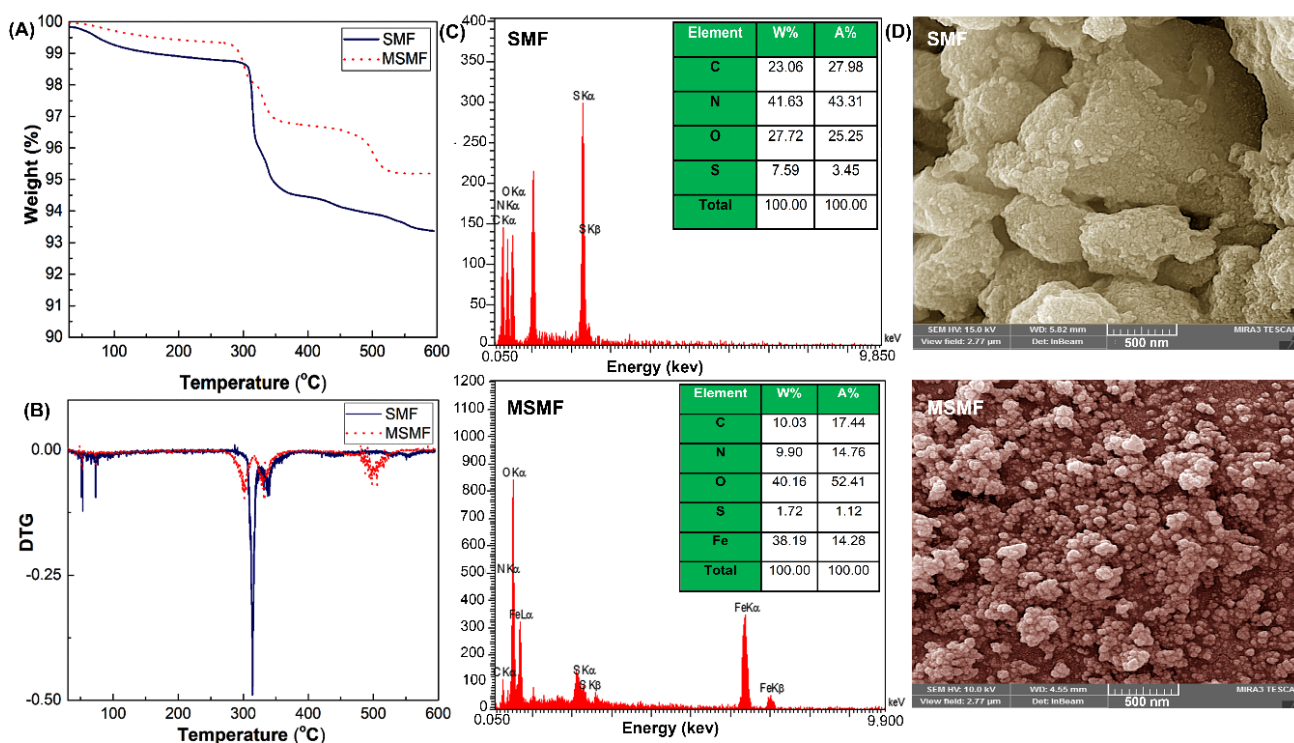 (A)
SMF
MSMF
100
99
98
97
96
95
94
93
92
91
90
Weight (%)
0
100
200
300
400
500
600
Temperature (°C)
(B)
SMF
MSMF
0.00
-0.25
-0.50
DTG
0
100
200
300
400
500
600
Temperature (°C)
(C)
SMF
400
350
300
250
200
150
100
50
0
OKα
NKα
CKα
SKα
SKβ
0.050
9.850
keV
Energy (kev)
Element W% A%
C 23.06 27.98
N 41.63 43.31
O 27.72 25.25
S 7.59 3.45
Total 100.00 100.00
MSMF
1200
1100
1000
900
800
700
600
500
400
300
200
100
0
OKα
NKα
FeLα
CKα
SKα
SKβ
FeKα
FeKβ
0.050
9.900
keV
Energy (kev)
Element W% A%
C 10.03 17.44
N 9.90 14.76
O 40.16 52.41
S 1.72 1.12
Fe 38.19 14.28
Total 100.00 100.00
(D)
SMF
SEM HV: 15.0 kV WD: 5.02 mm MIRA3 TESCAN
View field: 2.77 µm Det: InBeam 500 nm
MSMF
SEM HV: 10.0 kV WD: 4.55 mm MIRA3 TESCAN
View field: 2.77 µm Det: InBeam 500 nm